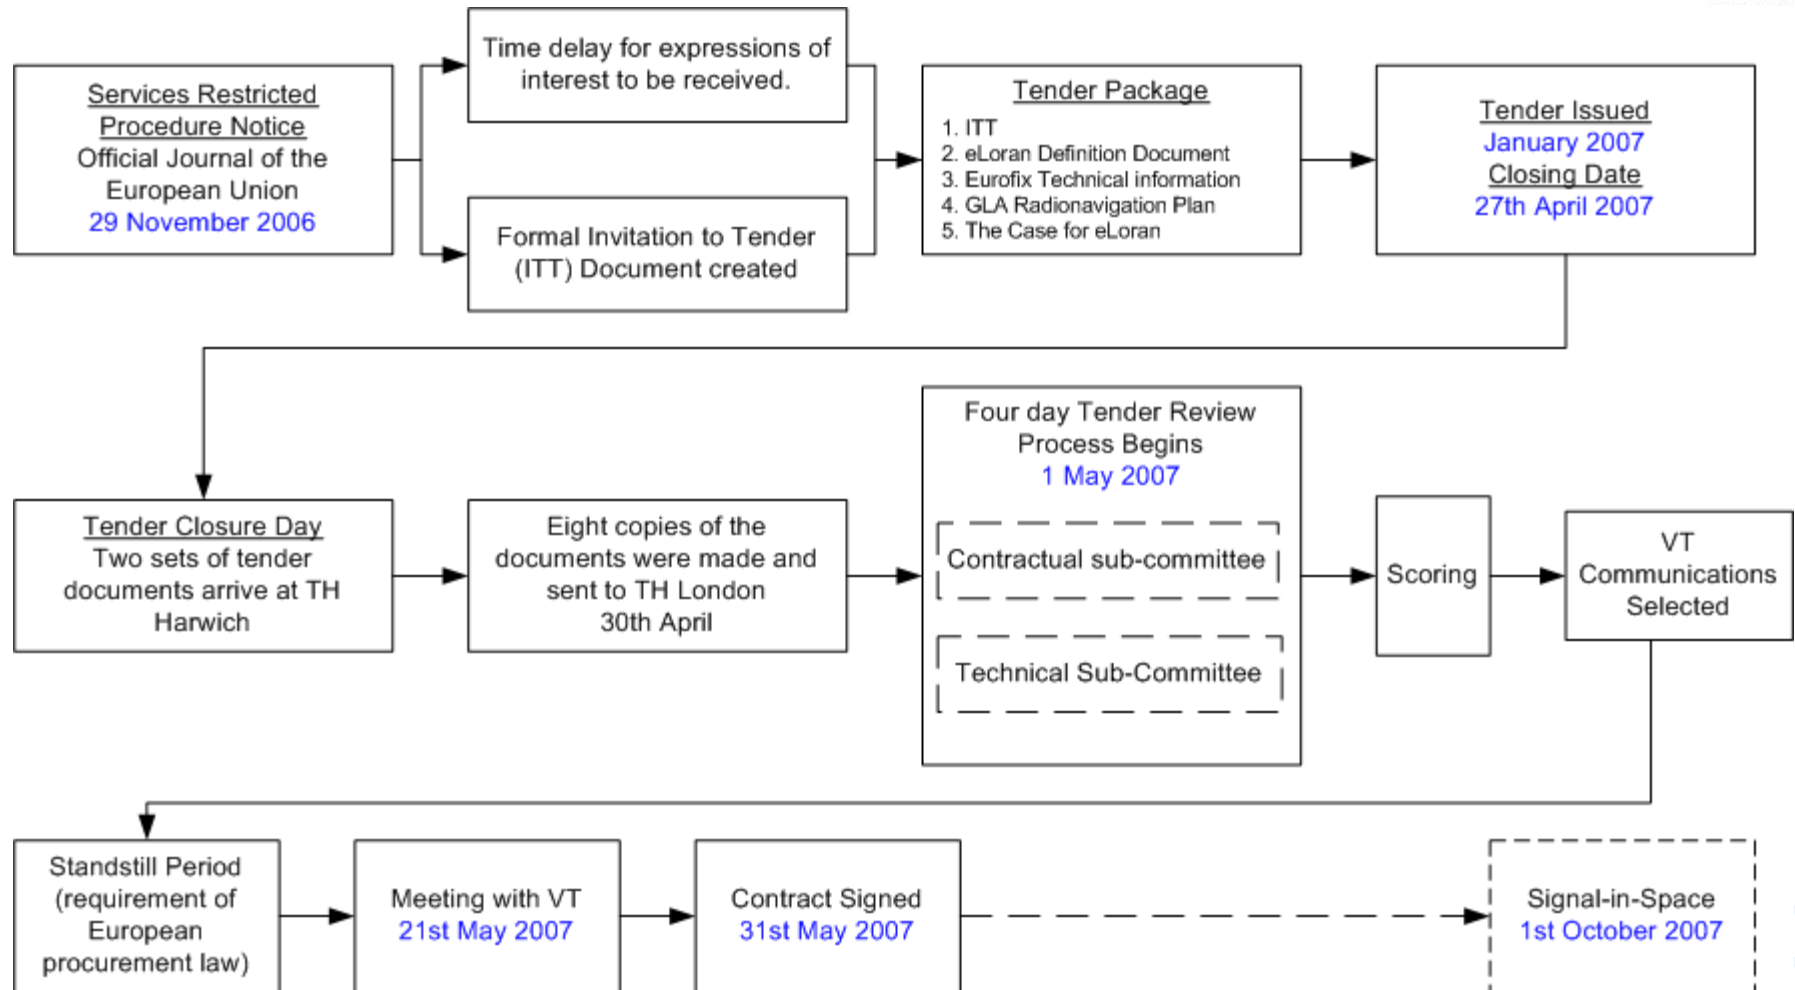 Services Restricted
Procedure Notice
Official Journal of the
European Union
29 November 2006
Time delay for expressions of
interest to be received.
Formal Invitation to Tender
(ITT) Document created
Tender Package
1. ITT
2. eLoran Definition Document
3. Eurofix Technical information
4. GLA Radionavigation Plan
5. The Case for eLoran
Tender Issued
January 2007
Closing Date
27th April 2007
Tender Closure Day
Two sets of tender
documents arrive at TH
Harwich
Eight copies of the
documents were made and
sent to TH London
30th April
Four day Tender Review
Process Begins
1 May 2007
Contractual sub-committee
Technical Sub-Committee
Scoring
VT
Communications
Selected
Standstill Period
(requirement of
European
procurement law)
Meeting with VT
21st May 2007
Contract Signed
31st May 2007
Signal-in-Space
1st October 2007